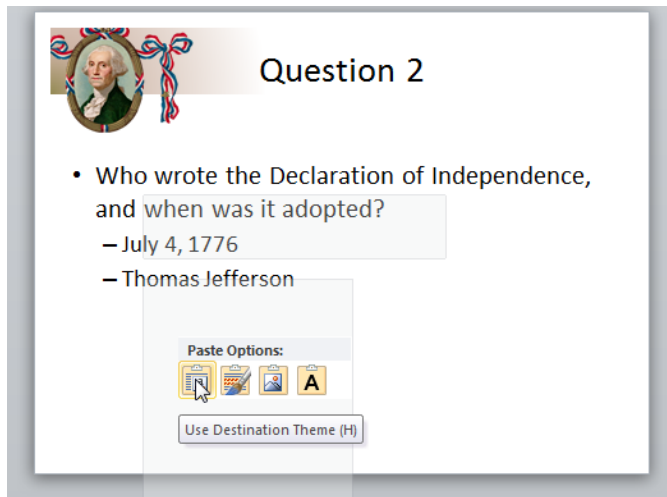 Question 2
• Who wrote the Declaration of Independence,
and when was it adopted?
– July 4, 1776
– Thomas Jefferson
Paste Options:
A
Use Destination Theme (H)